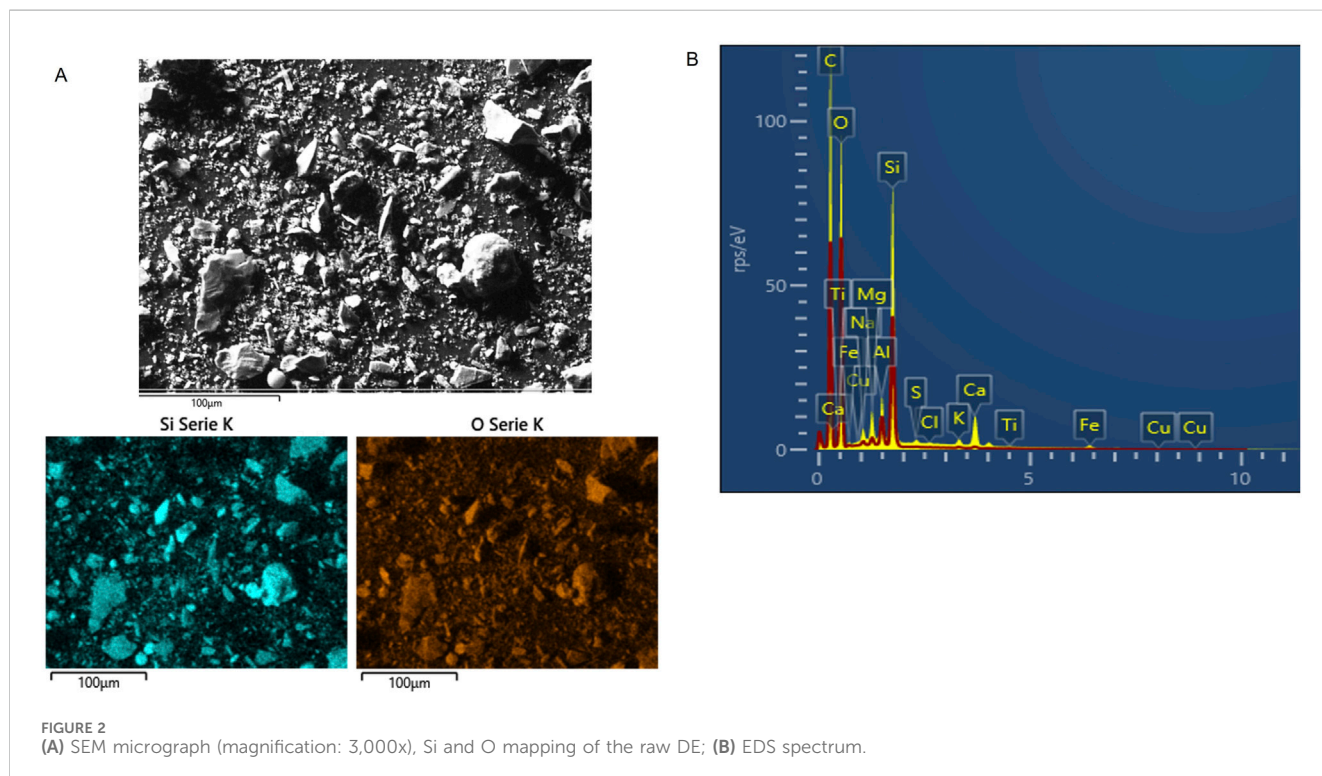 A
100µm
Si Serie K
O Serie K
100µm
100µm
B
rps/eV
100
50
0
0
5
10
C
O
Si
Ti
Mg
Na
Fe
Al
Cu
Ca
S
Cl
K
Ca
Ti
Fe
Cu
Cu
FIGURE 2
(A) SEM micrograph (magnification: 3,000x), Si and O mapping of the raw DE; (B) EDS spectrum.